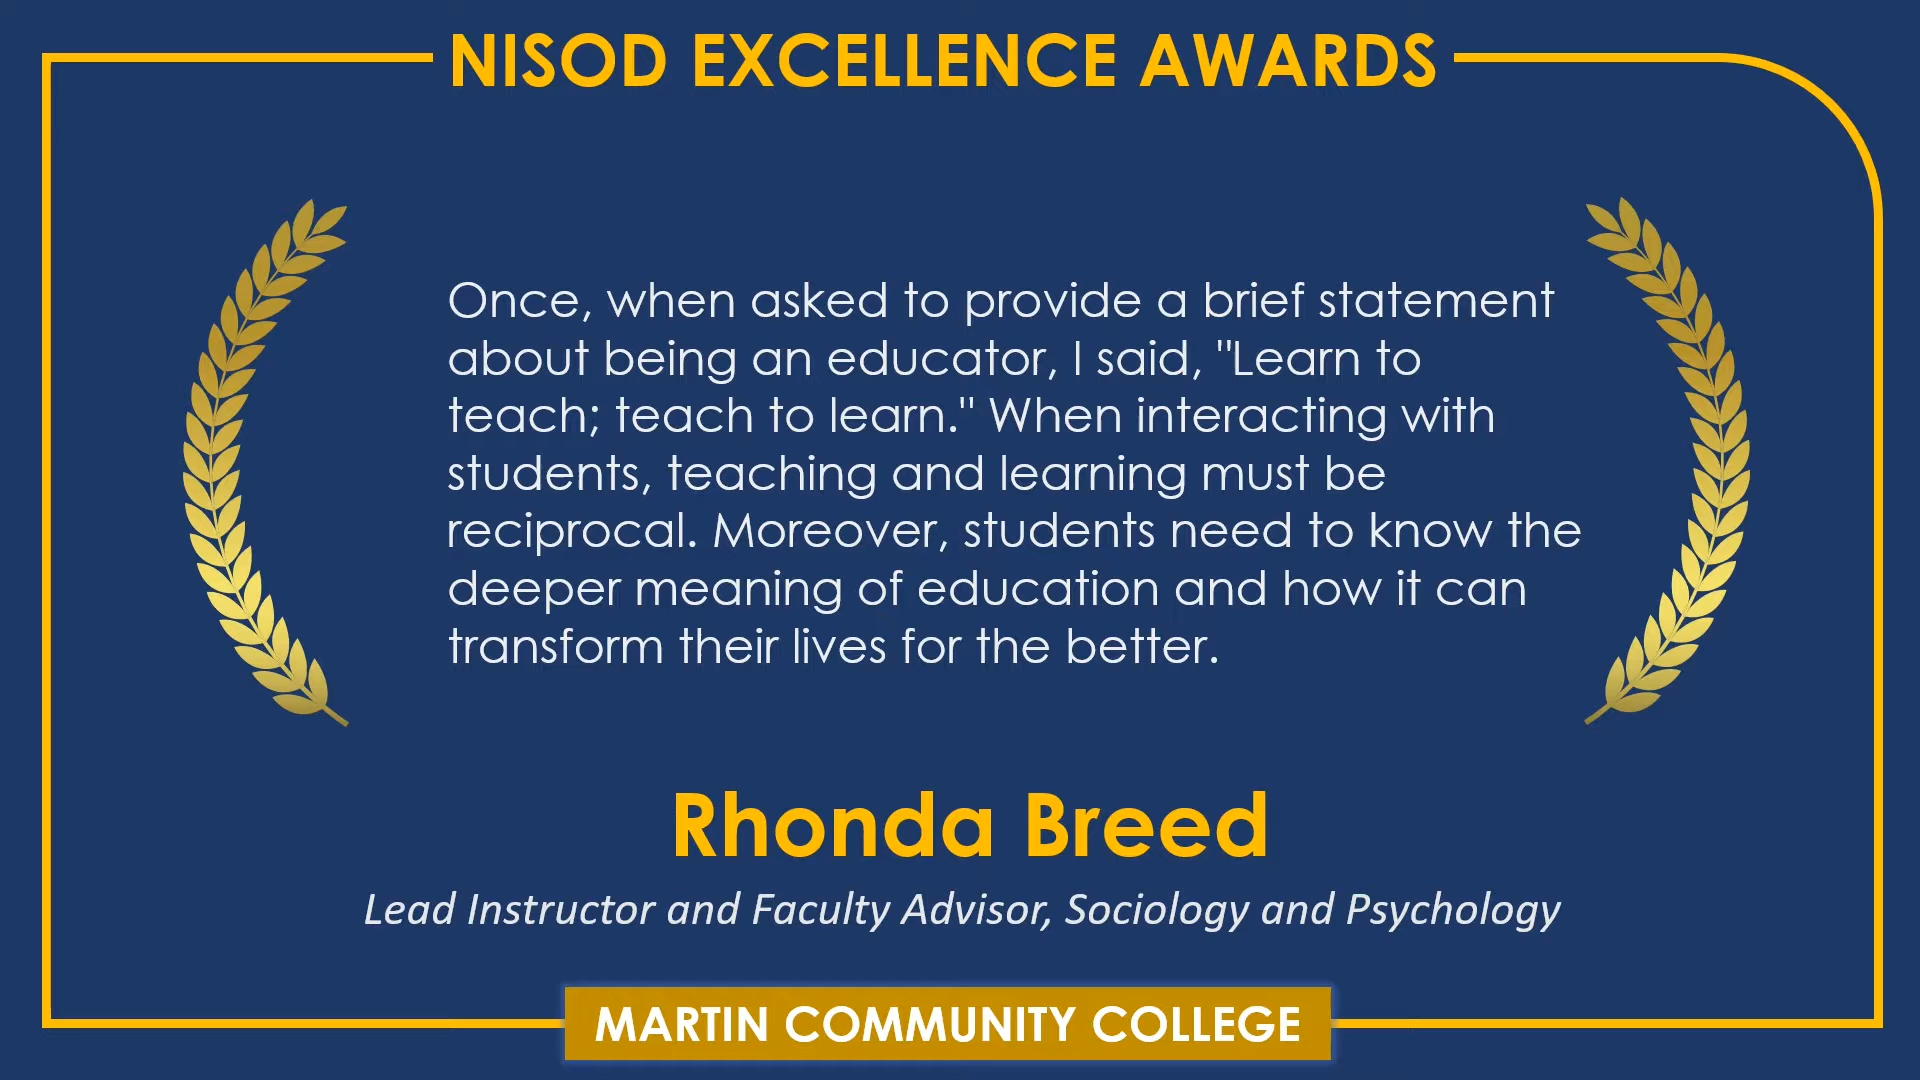 NISOD EXCELLENCE AWARDS
Once, when asked to provide a brief statement
about being an educator, I said, "Learn to
teach; teach to learn." When interacting with
students, teaching and learning must be
reciprocal. Moreover, students need to know the
deeper meaning of education and how it can
transform their lives for the better.
Rhonda Breed
Lead Instructor and Faculty Advisor, Sociology and Psychology
MARTIN COMMUNITY COLLEGE